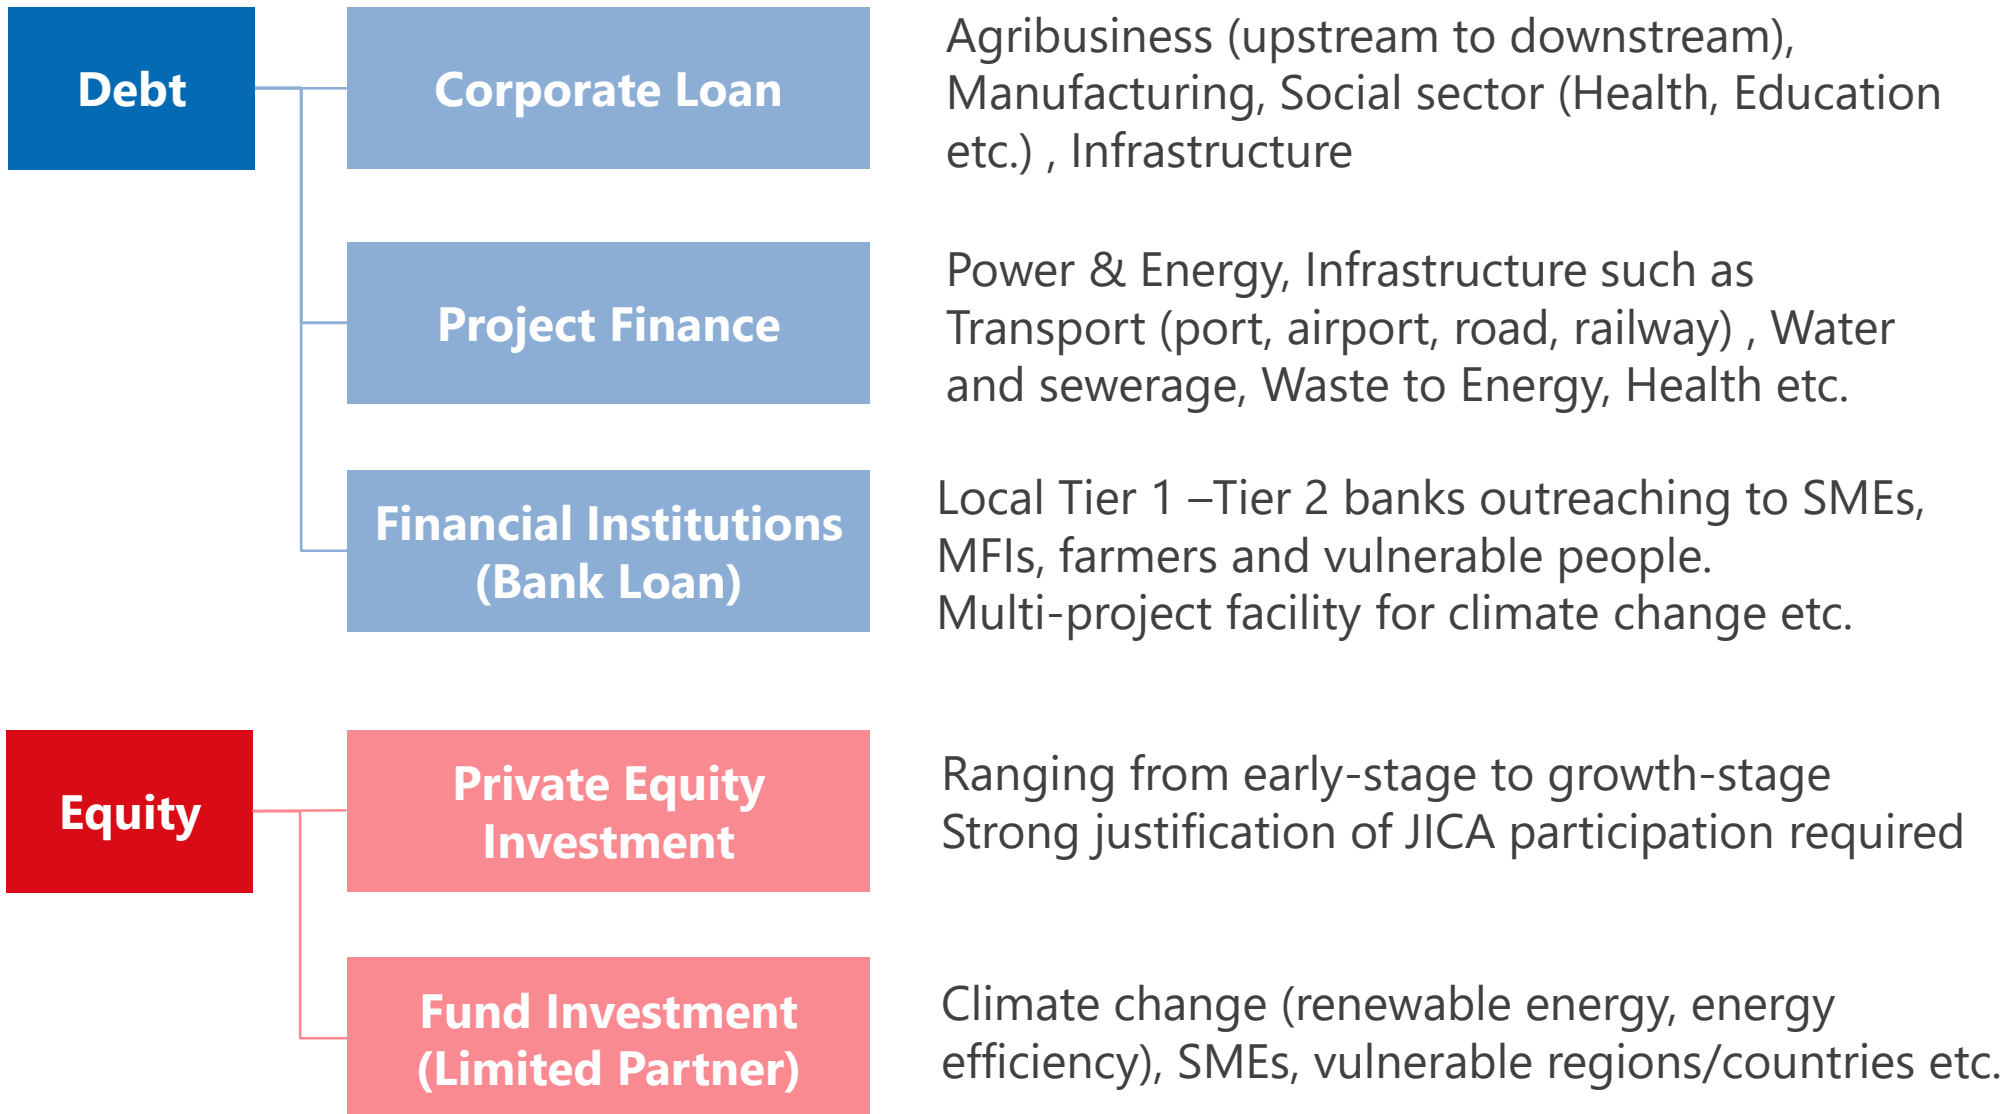 Debt
Corporate Loan
Agribusiness (upstream to downstream),
Manufacturing, Social sector (Health, Education
etc.) , Infrastructure
Project Finance
Power & Energy, Infrastructure such as
Transport (port, airport, road, railway) , Water
and sewerage, Waste to Energy, Health etc.
Financial Institutions
(Bank Loan)
Local Tier 1 –Tier 2 banks outreaching to SMEs,
MFIs, farmers and vulnerable people.
Multi-project facility for climate change etc.
Equity
Private Equity
Investment
Ranging from early-stage to growth-stage
Strong justification of JICA participation required
Fund Investment
(Limited Partner)
Climate change (renewable energy, energy
efficiency), SMEs, vulnerable regions/countries etc.